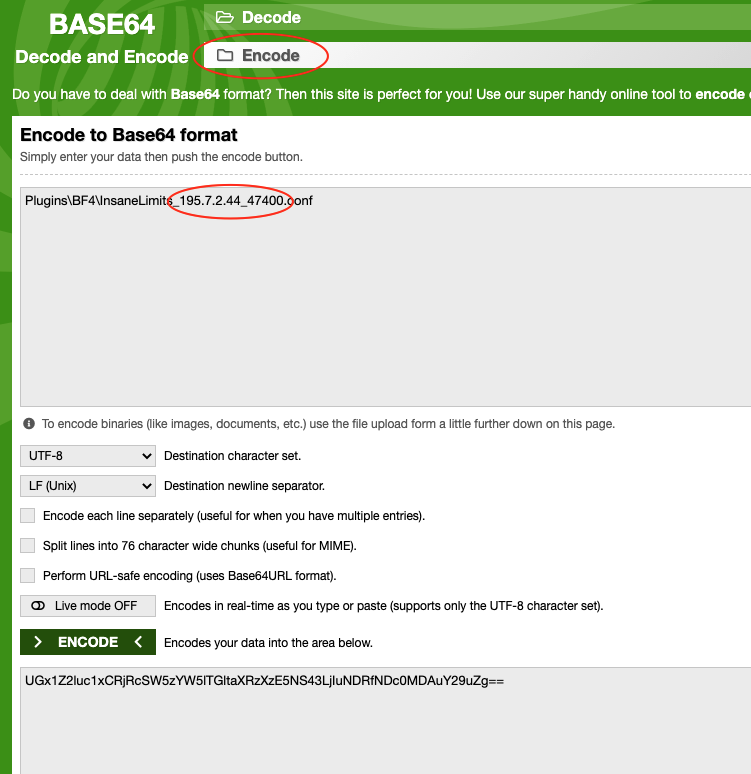 BASE64
Decode and Encode
Decode
Encode
Do you have to deal with Base64 format? Then this site is perfect for you! Use our super handy online tool to encode
Encode to Base64 format
Simply enter your data then push the encode button.
Plugins\BF4\InsaneLimits_195.7.2.44_47400.conf
To encode binaries (like images, documents, etc.) use the file upload form a little further down on this page.
UTF-8 Destination character set.
LF (Unix) Destination newline separator.
Encode each line separately (useful for when you have multiple entries).
Split lines into 76 character wide chunks (useful for MIME).
Perform URL-safe encoding (uses Base64URL format).
Live mode OFF Encodes in real-time as you type or paste (supports only the UTF-8 character set).
> ENCODE < Encodes your data into the area below.
UGx1Z2luc1xCRjRcSW5zYW5lTGltaXRzXzE5NS43LjIuNDRfNDc0MDAuY29uZg==